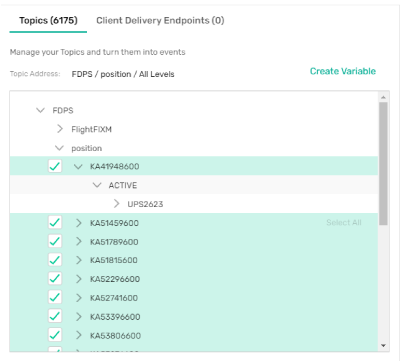 Topics (6175) Client Delivery Endpoints (0)
Manage your Topics and turn them into events
Topic Address: FDPS / position / All Levels Create Variable
FDPS
FlightFIXM
position
KA41948600
ACTIVE
UPS2623
KA51459600 Select All
KA51789600
KA51815600
KA52296600
KA52741600
KA53396600
KA53806600